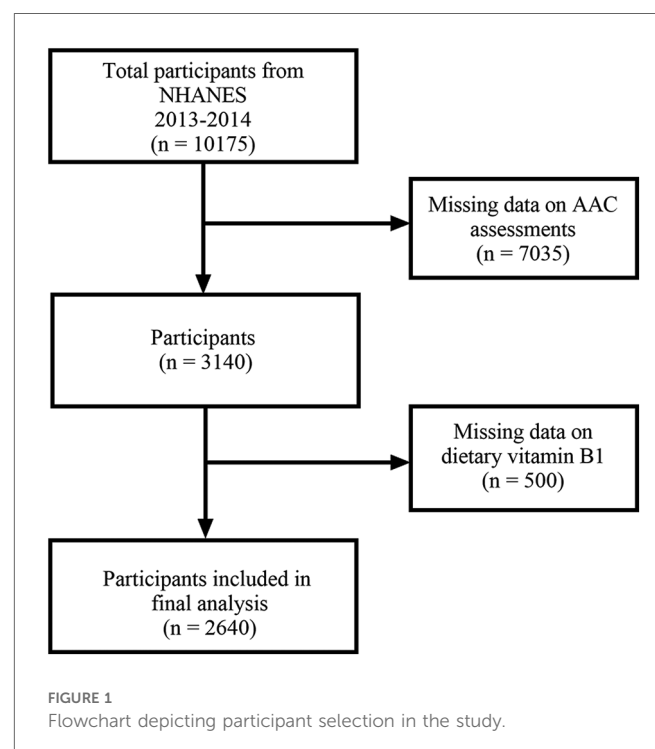 Total participants from
NHANES
2013-2014
(n = 10175)
Missing data on AAC
assessments
(n = 7035)
Participants
(n = 3140)
Missing data on
dietary vitamin B1
(n = 500)
Participants included in
final analysis
(n = 2640)
FIGURE 1
Flowchart depicting participant selection in the study.